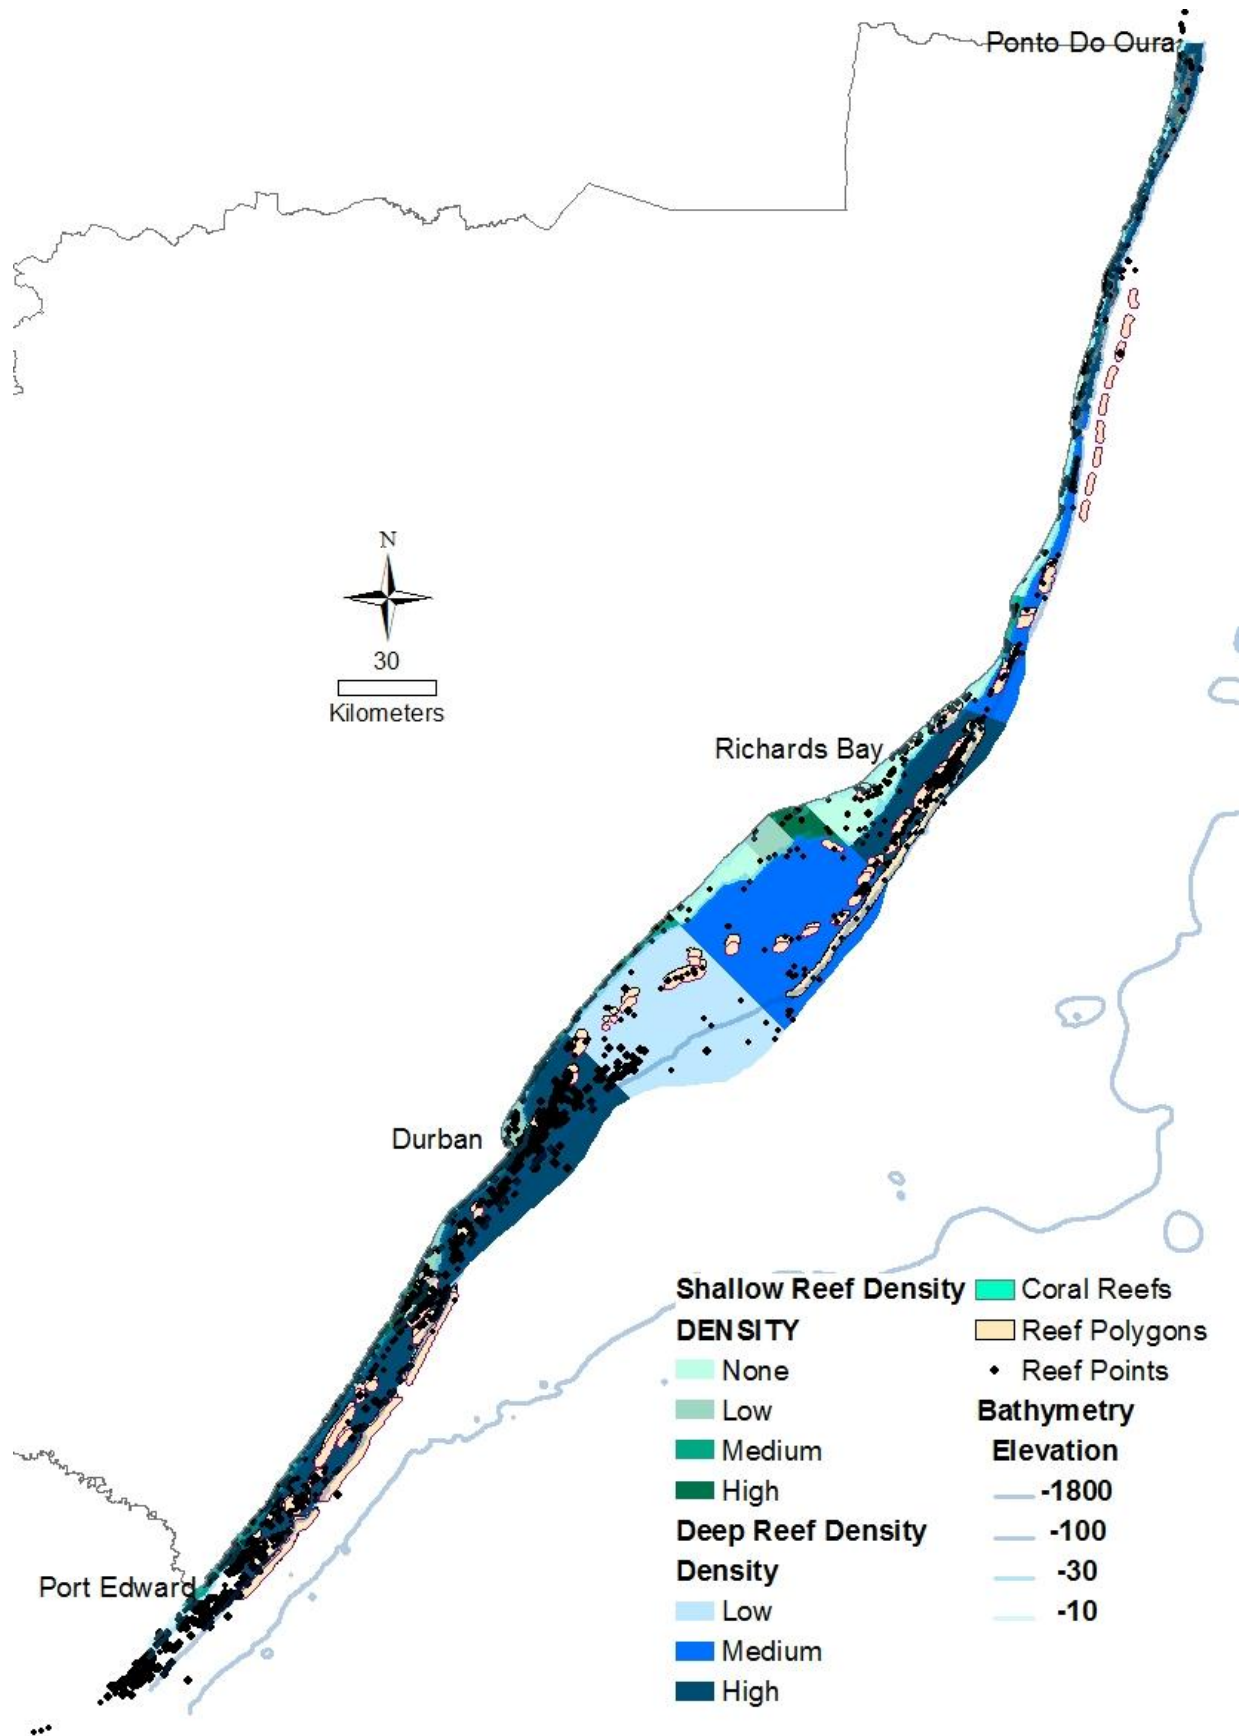 Ponto Do Oura
N
30
Kilometers
Richards Bay
Durban
Port Edward
Shallow Reef Density
DENSITY
None
Low
Medium
High
Deep Reef Density
Density
Low
Medium
High
Coral Reefs
Reef Polygons
Reef Points
Bathymetry
Elevation
-1800
-100
-30
-10